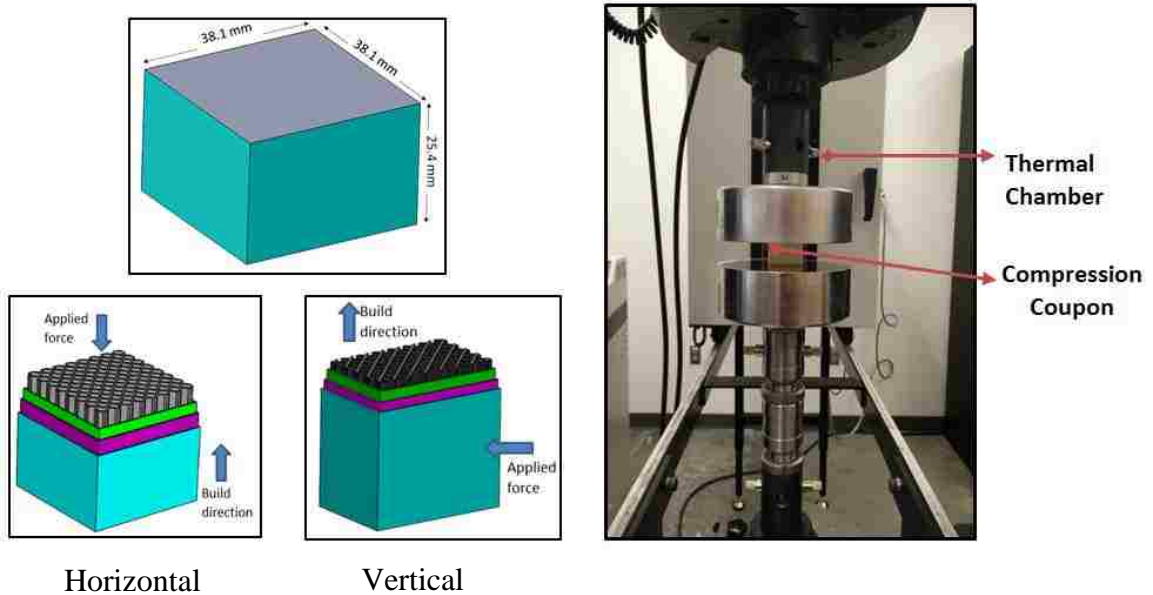 38.1 mm
38.1 mm
25.4 mm
Thermal
Chamber
Compression
Coupon
Applied
force
Build
direction
Build
direction
Applied
force
Horizontal
Vertical